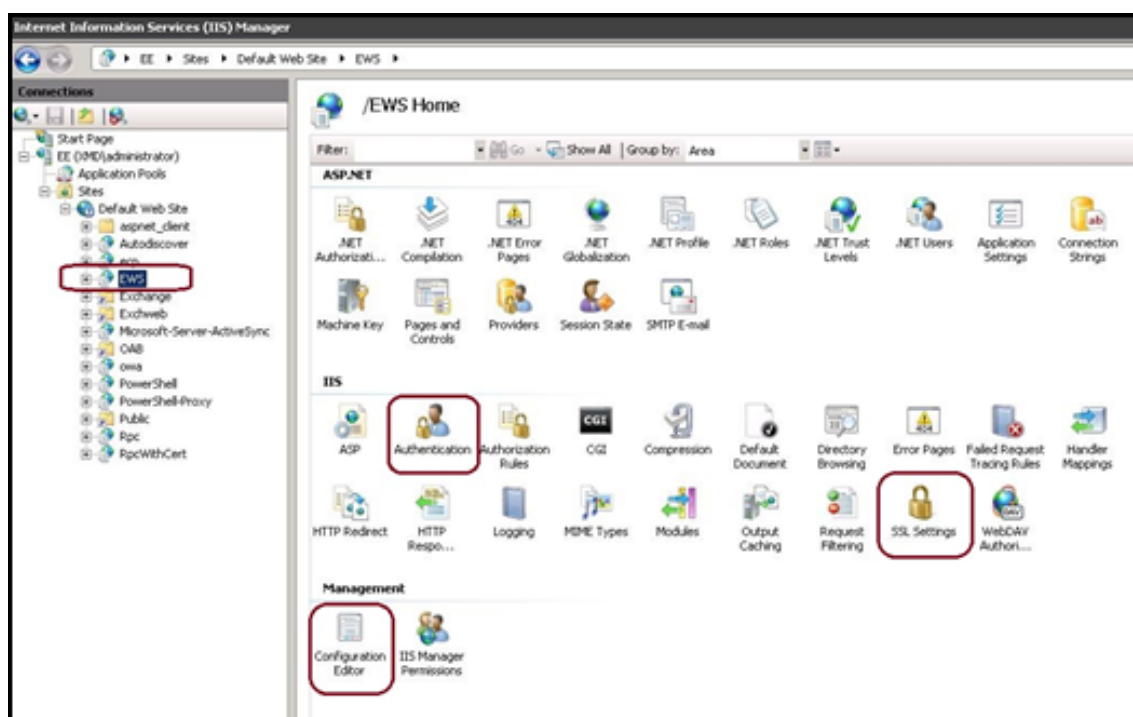 Internet Information Services (IIS) Manager
EE Sites Default Web Site EWS
Connections
Start Page
EE (XMD\administrator)
Application Pools
Sites
Default Web Site
aspnet_client
Autodiscover
ecp
EWS
Exchange
Exchweb
Microsoft-Server-ActiveSync
OAB
owa
PowerShell
PowerShell-Proxy
Public
Rpc
RpcWithCert
/EWS Home
Filter: Go Show All Group by: Area
ASP.NET
.NET Authorizati...
.NET Compilation
.NET Error Pages
.NET Globalization
.NET Profile
.NET Roles
.NET Trust Levels
.NET Users
Application Settings
Connection Strings
Machine Key
Pages and Controls
Providers
Session State
SMTP E-mail
IIS
ASP
Authentication
Authorization Rules
CGI
CGI
Compression
Default Document
Directory Browsing
Error Pages
Failed Request Tracing Rules
Handler Mappings
HTTP Redirect
HTTP Respo...
Logging
MIME Types
Modules
Output Caching
Request Filtering
SSL Settings
WebDAV Authori...
Management
Configuration Editor
IIS Manager Permissions